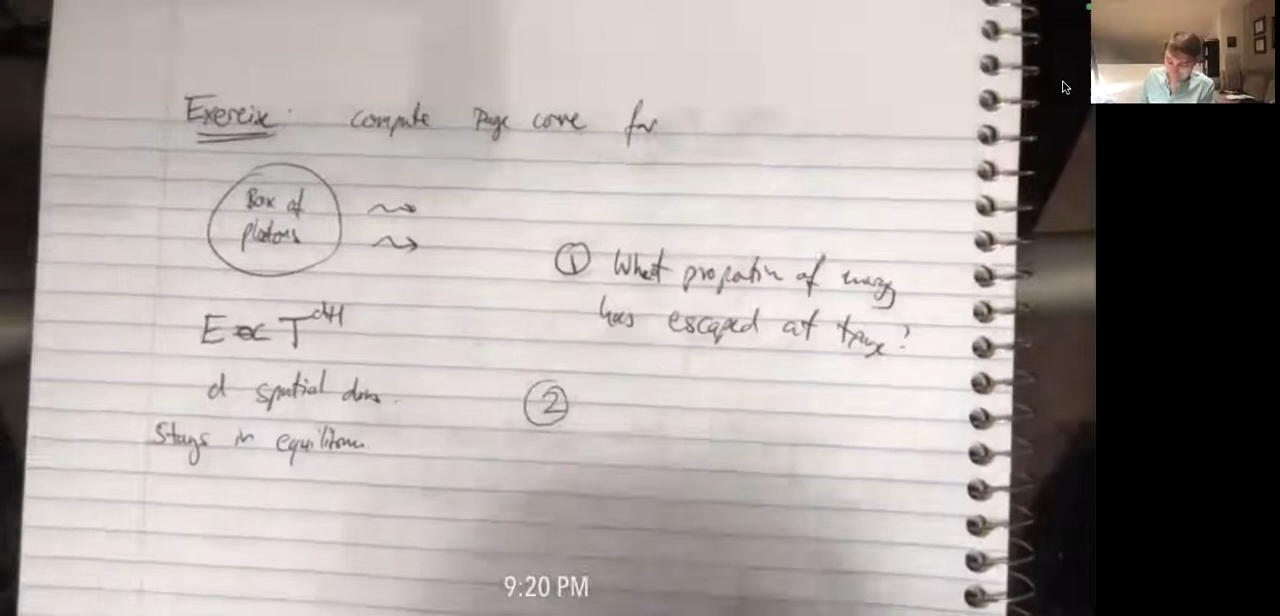 Exercise: compute Page curve for
Box of
photons
① What proportion of energy
has escaped at t_page?
E ∝ T^{d+1}
d spatial dim.
Stays in equilibrium.
②
9:20 PM